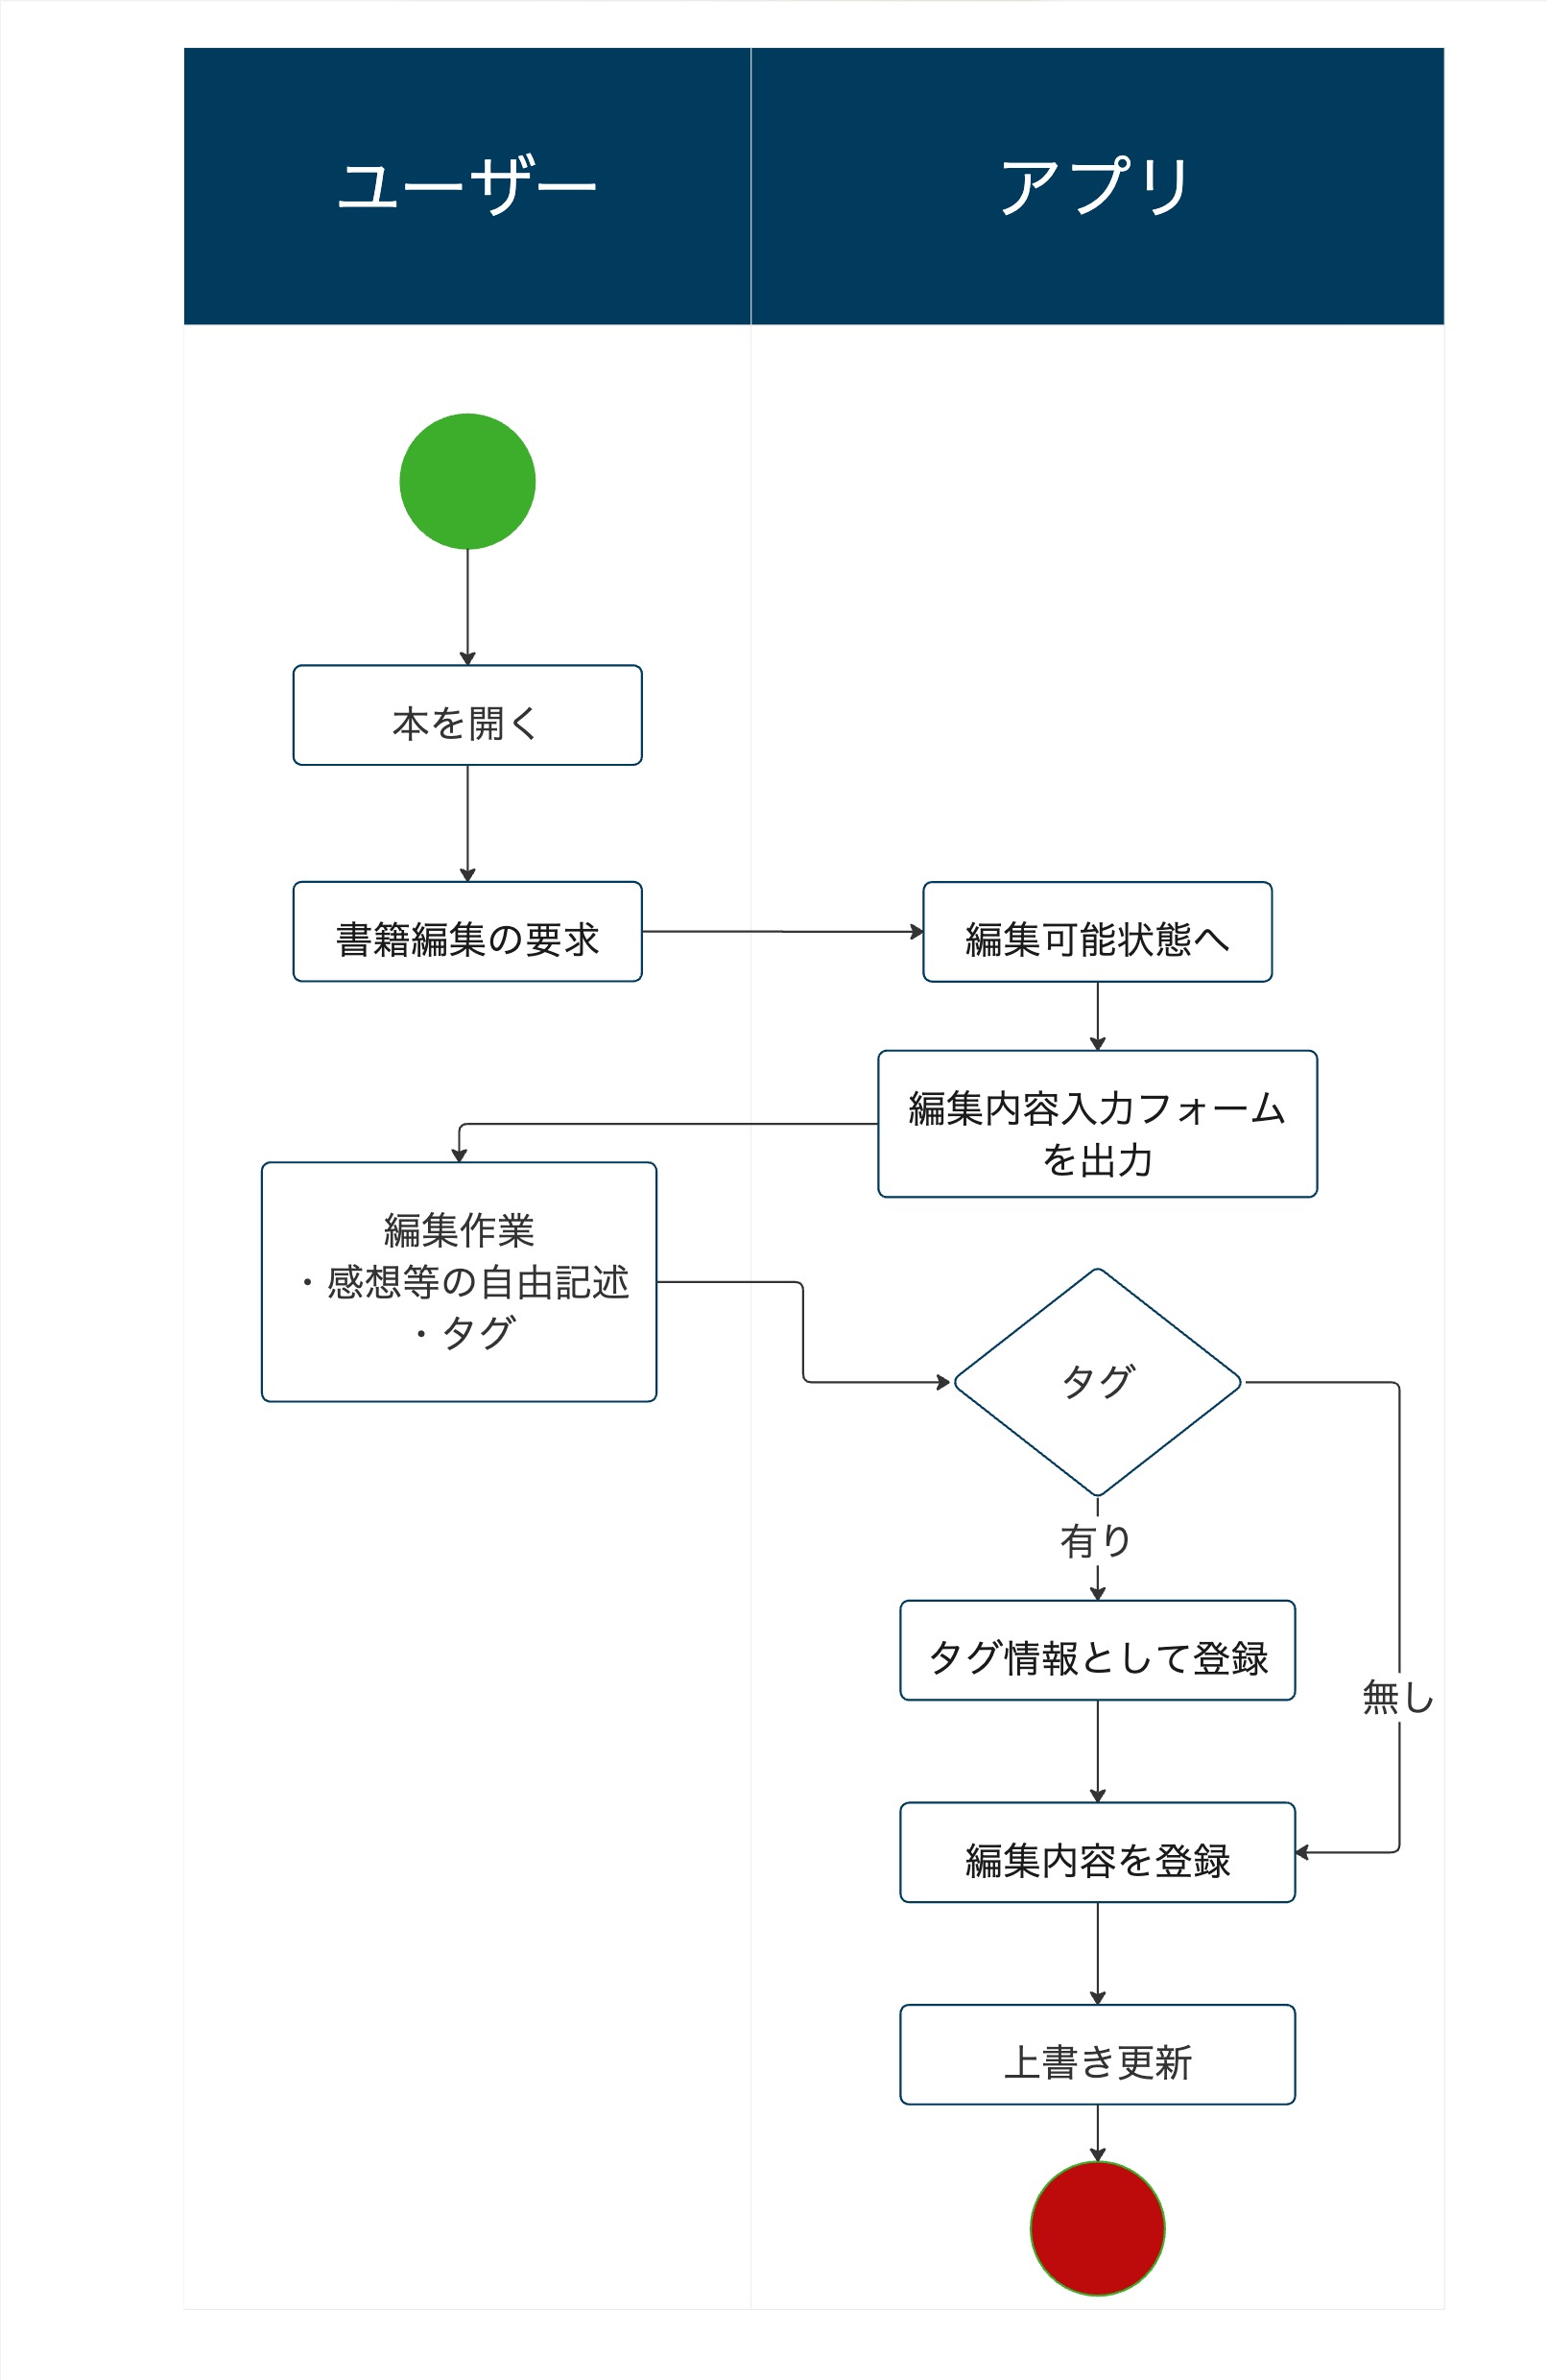 ユーザー
アプリ
本を開く
書籍編集の要求
編集可能状態へ
編集内容入力フォーム
を出力
編集作業
・感想等の自由記述
・タグ
タグ
有り
タグ情報として登録
無し
編集内容を登録
上書き更新